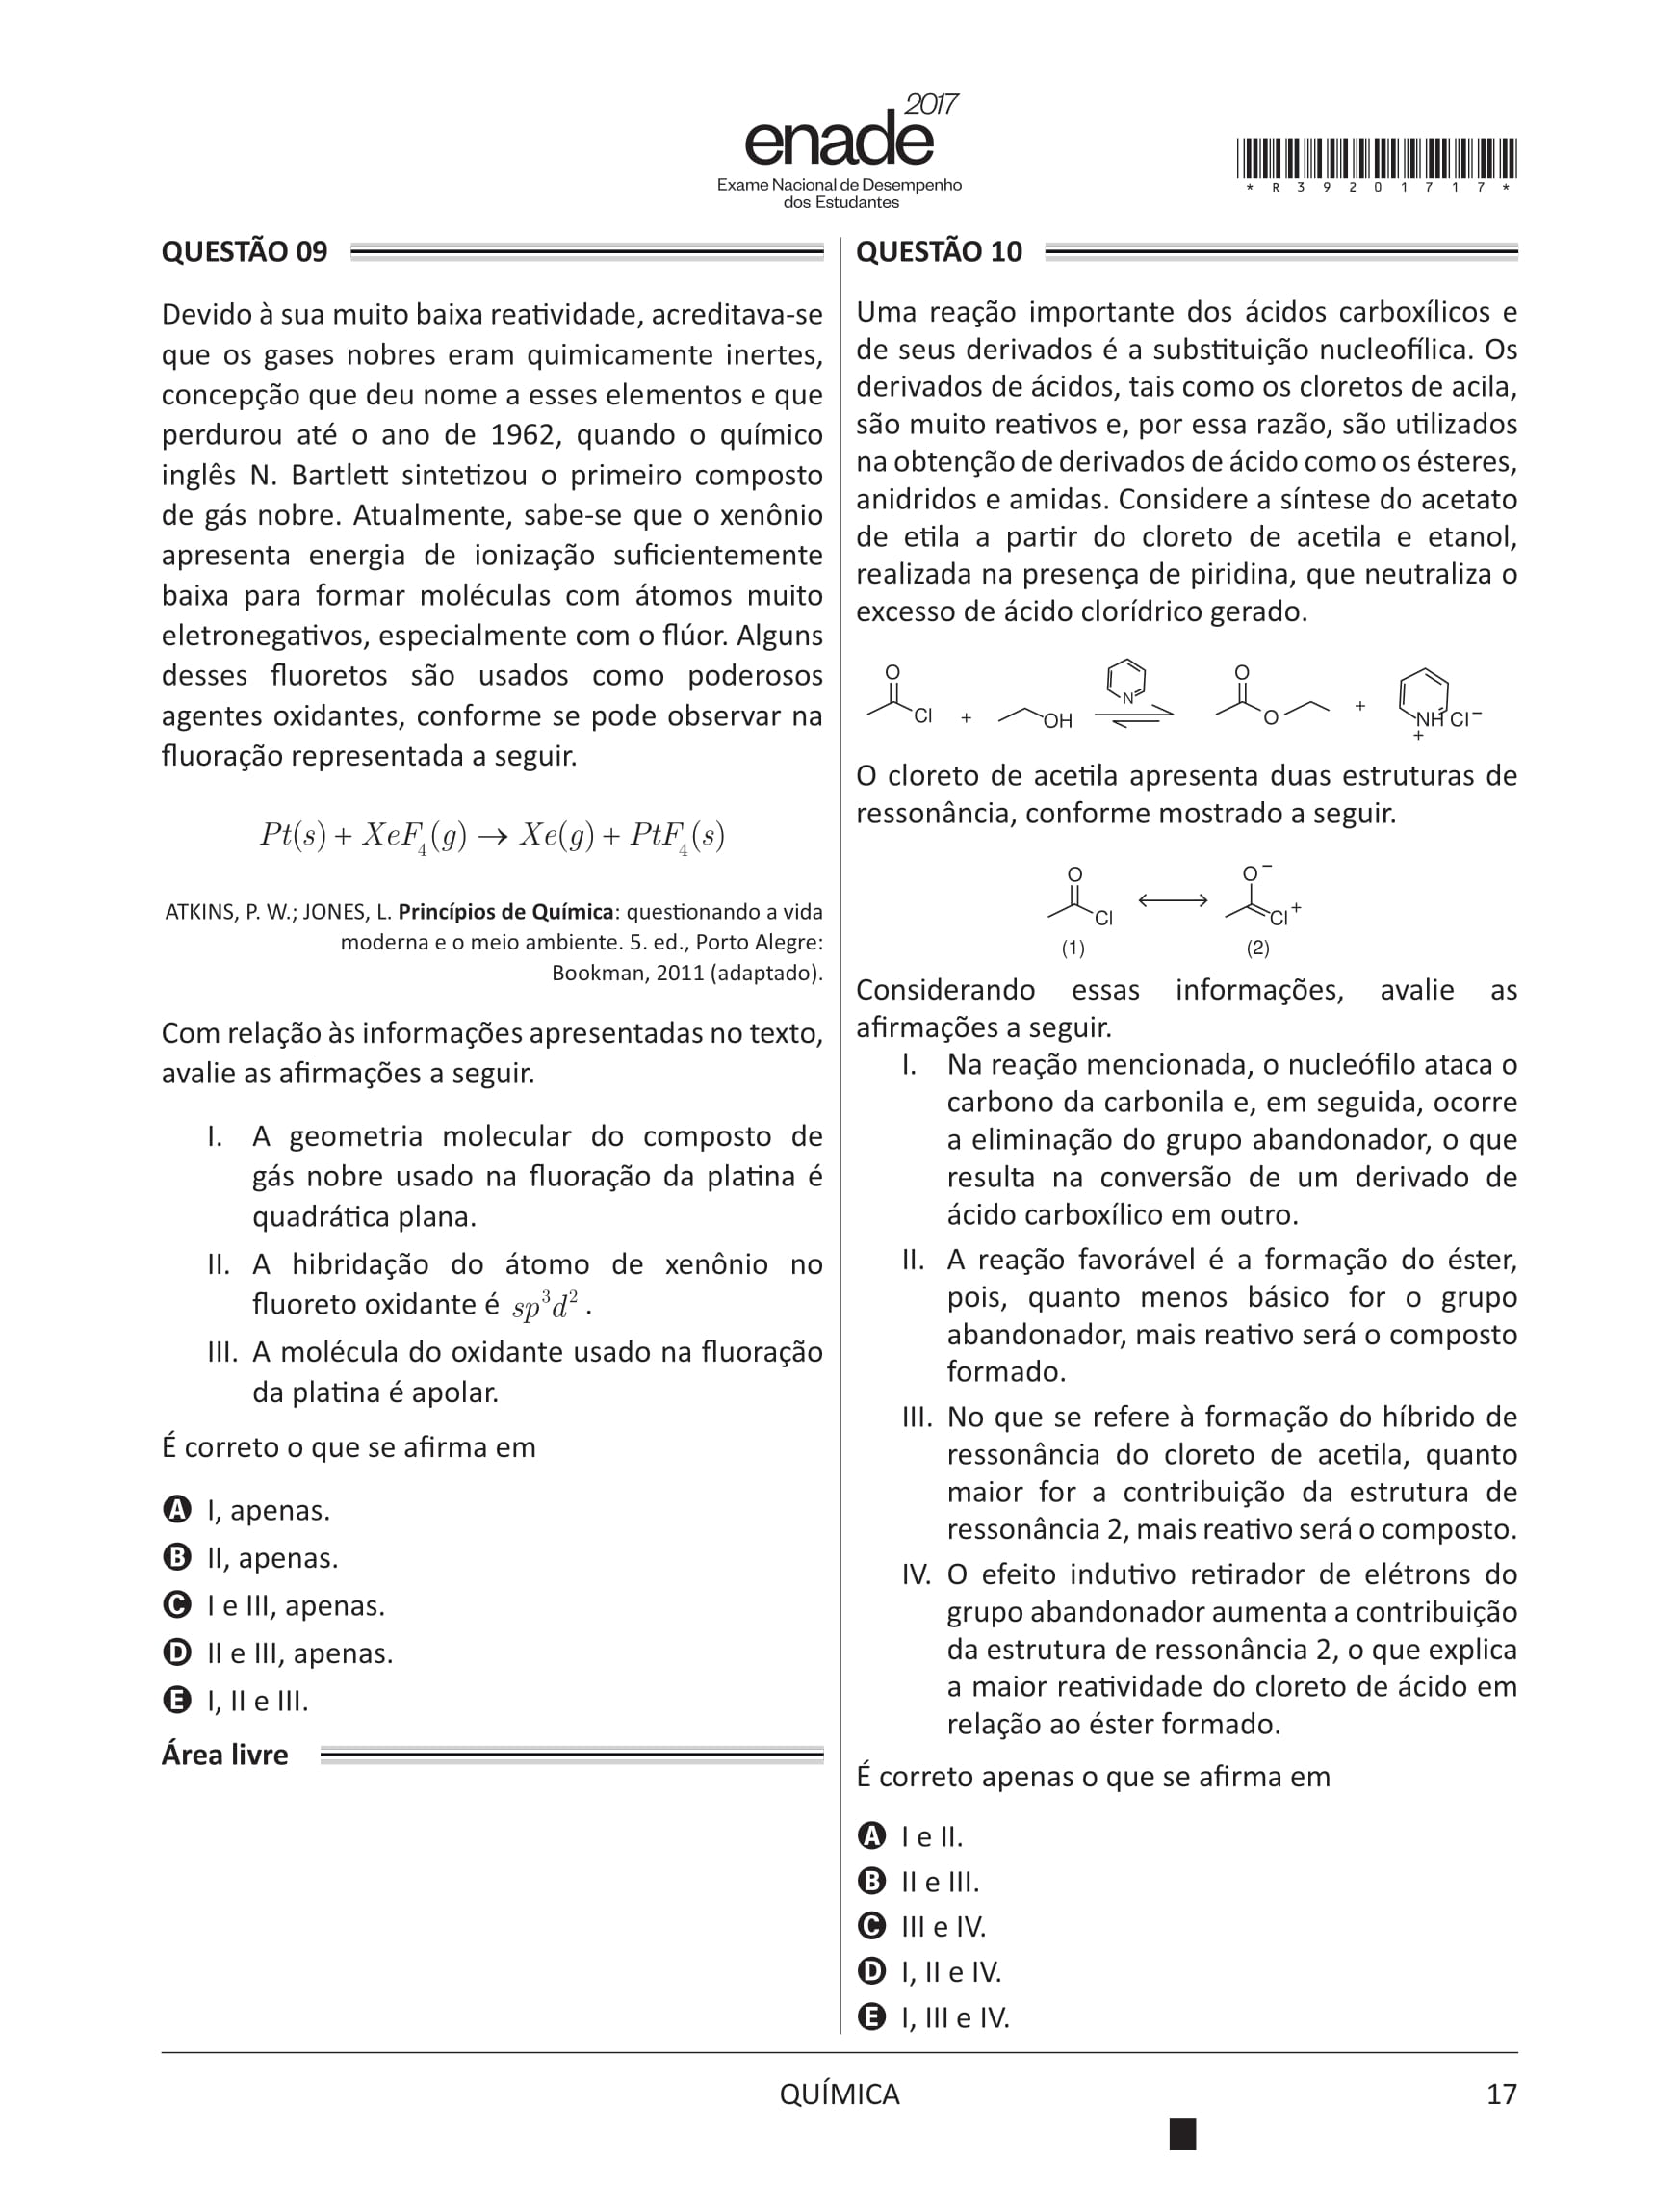 2017
enade
Exame Nacional de Desempenho
dos Estudantes
* R 3 9 2 0 1 7 1 7 *
QUESTÃO 09
Devido à sua muito baixa reatividade, acreditava-se
que os gases nobres eram quimicamente inertes,
concepção que deu nome a esses elementos e que
perdurou até o ano de 1962, quando o químico
inglês N. Bartlett sintetizou o primeiro composto
de gás nobre. Atualmente, sabe-se que o xenônio
apresenta energia de ionização suficientemente
baixa para formar moléculas com átomos muito
eletronegativos, especialmente com o flúor. Alguns
desses fluoretos são usados como poderosos
agentes oxidantes, conforme se pode observar na
fluoração representada a seguir.
Pt(s) + XeF₄(g) → Xe(g) + PtF₄(s)
ATKINS, P. W.; JONES, L. Princípios de Química: questionando a vida
moderna e o meio ambiente. 5. ed., Porto Alegre:
Bookman, 2011 (adaptado).
Com relação às informações apresentadas no texto,
avalie as afirmações a seguir.
I. A geometria molecular do composto de
gás nobre usado na fluoração da platina é
quadrática plana.
II. A hibridação do átomo de xenônio no
fluoreto oxidante é sp³d² .
III. A molécula do oxidante usado na fluoração
da platina é apolar.
É correto o que se afirma em
A I, apenas.
B II, apenas.
C I e III, apenas.
D II e III, apenas.
E I, II e III.
Área livre
QUESTÃO 10
Uma reação importante dos ácidos carboxílicos e
de seus derivados é a substituição nucleofílica. Os
derivados de ácidos, tais como os cloretos de acila,
são muito reativos e, por essa razão, são utilizados
na obtenção de derivados de ácido como os ésteres,
anidridos e amidas. Considere a síntese do acetato
de etila a partir do cloreto de acetila e etanol,
realizada na presença de piridina, que neutraliza o
excesso de ácido clorídrico gerado.
O Cl + OH N O O + NH + Cl⁻
O cloreto de acetila apresenta duas estruturas de
ressonância, conforme mostrado a seguir.
O Cl O⁻ Cl⁺
(1) (2)
Considerando essas informações, avalie as
afirmações a seguir.
I. Na reação mencionada, o nucleófilo ataca o
carbono da carbonila e, em seguida, ocorre
a eliminação do grupo abandonador, o que
resulta na conversão de um derivado de
ácido carboxílico em outro.
II. A reação favorável é a formação do éster,
pois, quanto menos básico for o grupo
abandonador, mais reativo será o composto
formado.
III. No que se refere à formação do híbrido de
ressonância do cloreto de acetila, quanto
maior for a contribuição da estrutura de
ressonância 2, mais reativo será o composto.
IV. O efeito indutivo retirador de elétrons do
grupo abandonador aumenta a contribuição
da estrutura de ressonância 2, o que explica
a maior reatividade do cloreto de ácido em
relação ao éster formado.
É correto apenas o que se afirma em
A I e II.
B II e III.
C III e IV.
D I, II e IV.
E I, III e IV.
QUÍMICA
17